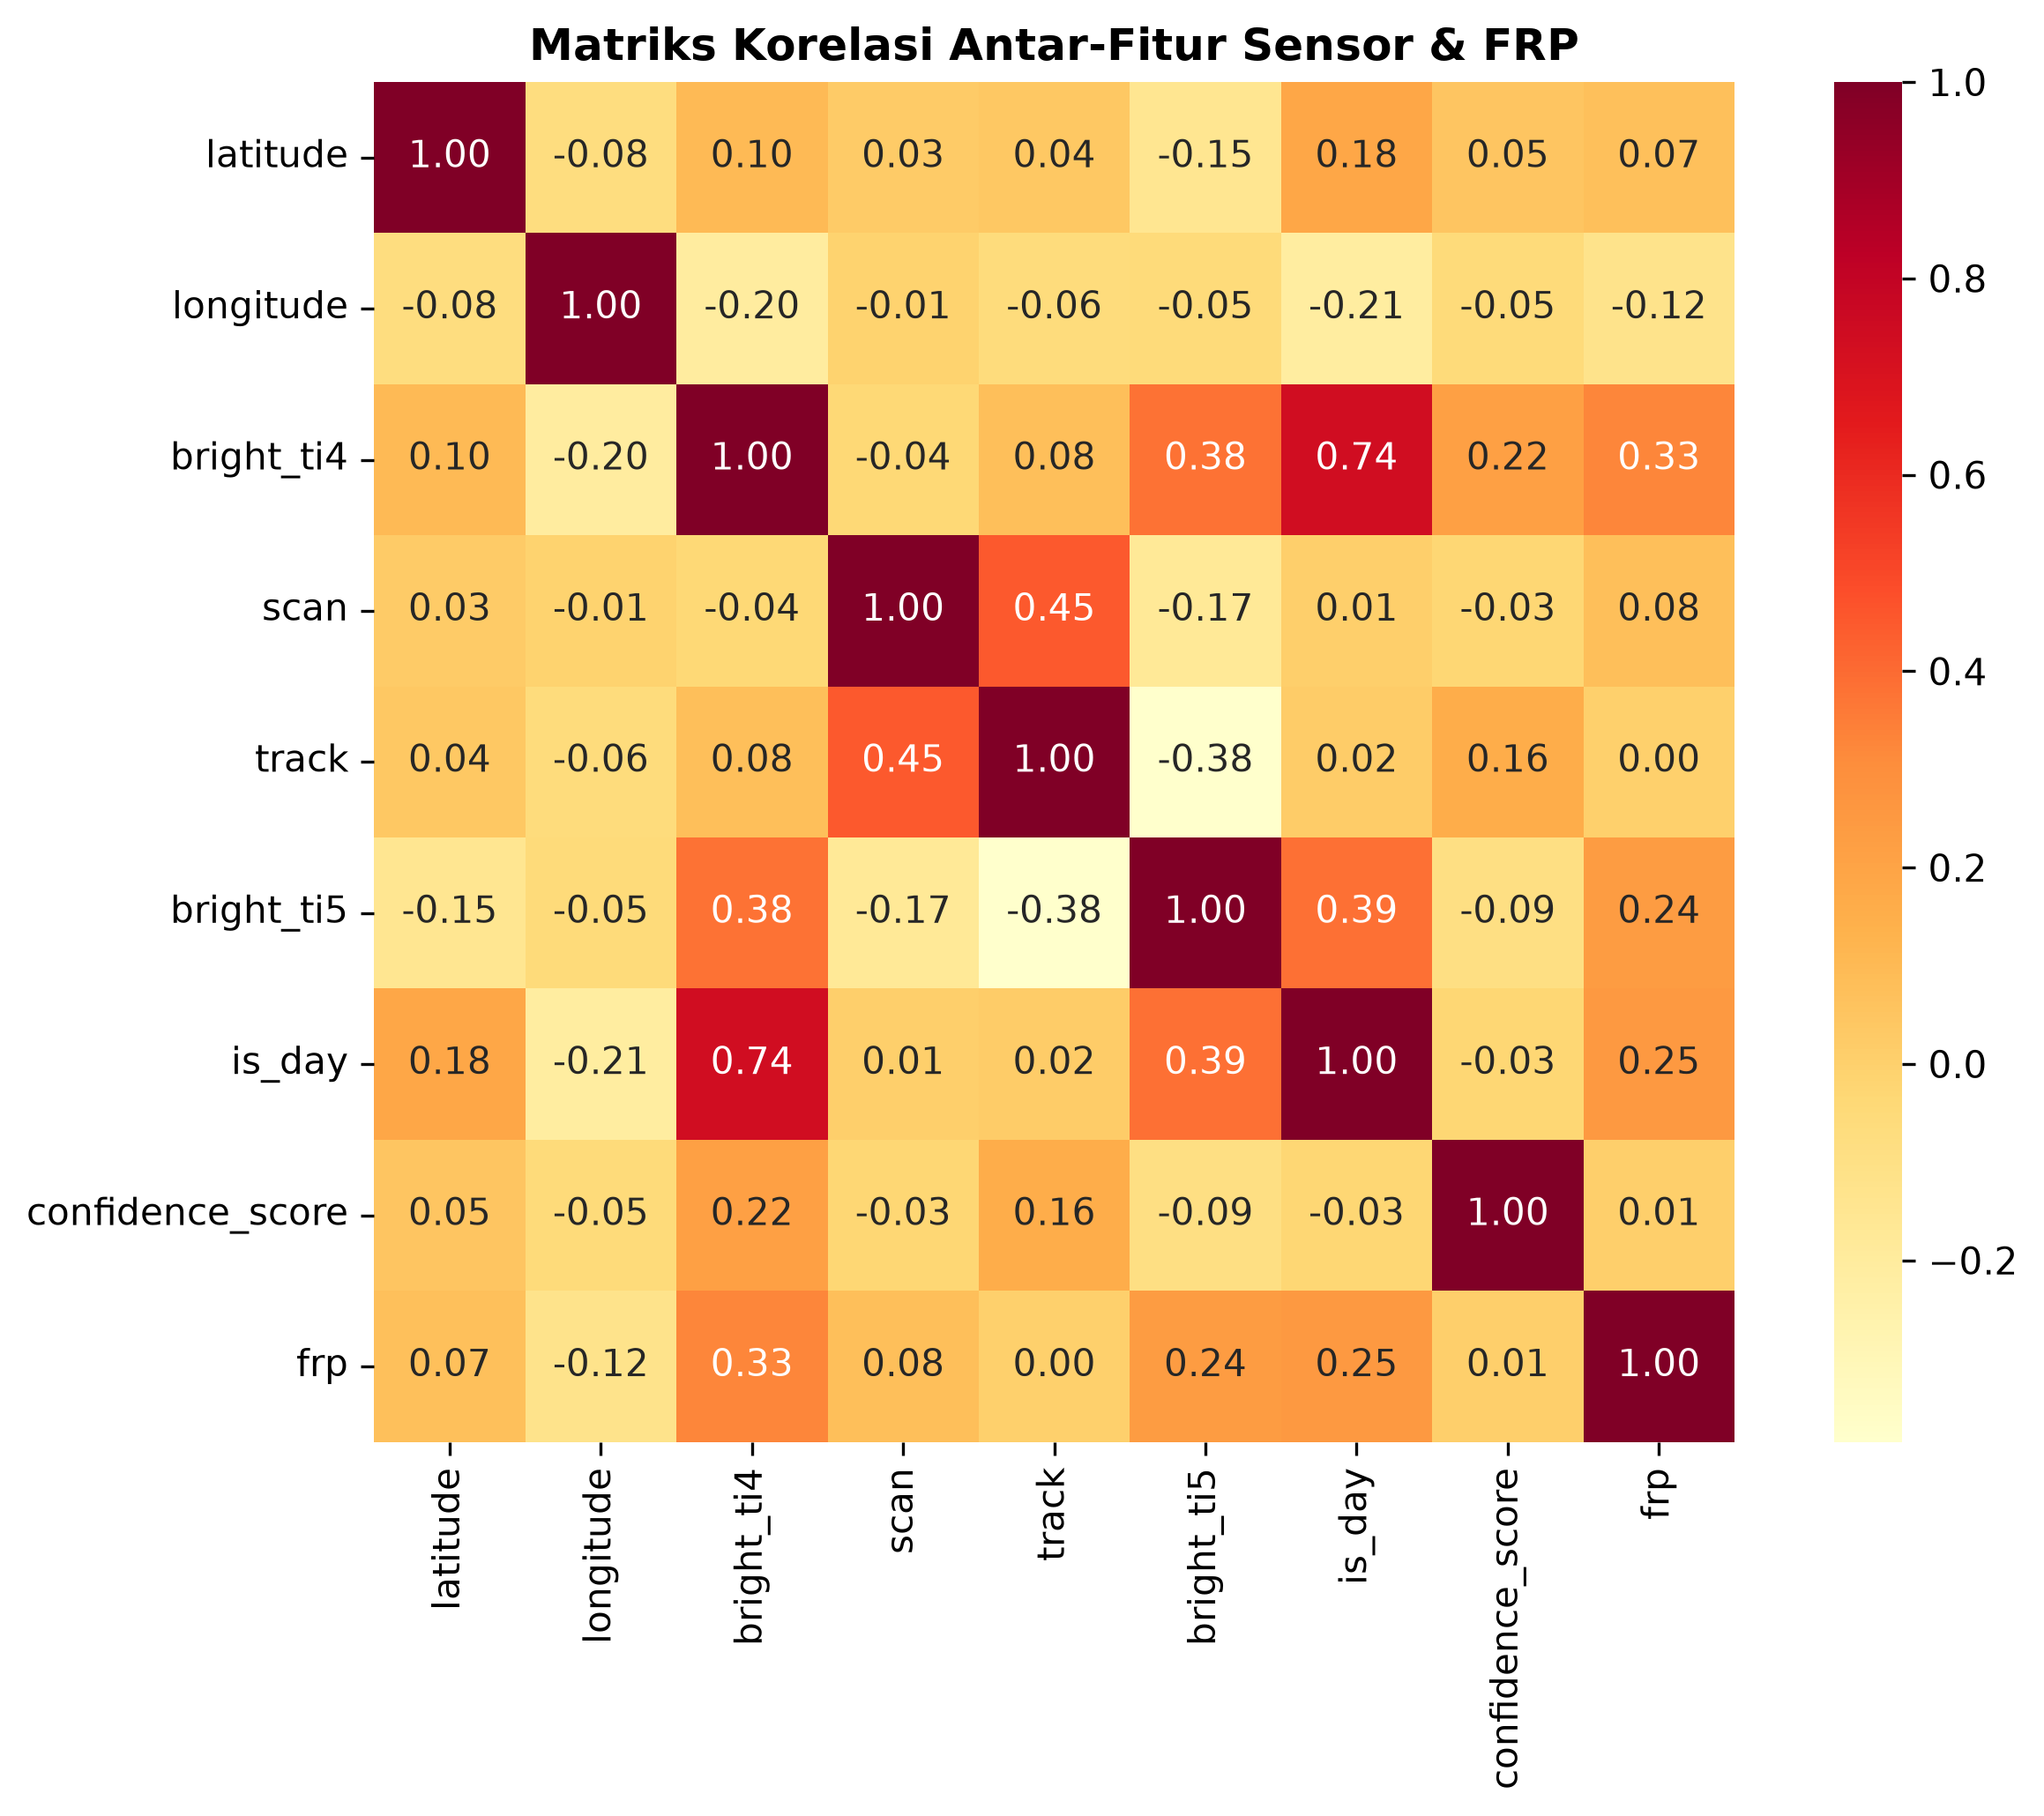 Matriks Korelasi Antar-Fitur Sensor & FRP
latitude 1.00 -0.08 0.10 0.03 0.04 -0.15 0.18 0.05 0.07
longitude -0.08 1.00 -0.20 -0.01 -0.06 -0.05 -0.21 -0.05 -0.12
bright_ti4 0.10 -0.20 1.00 -0.04 0.08 0.38 0.74 0.22 0.33
scan 0.03 -0.01 -0.04 1.00 0.45 -0.17 0.01 -0.03 0.08
track 0.04 -0.06 0.08 0.45 1.00 -0.38 0.02 0.16 0.00
bright_ti5 -0.15 -0.05 0.38 -0.17 -0.38 1.00 0.39 -0.09 0.24
is_day 0.18 -0.21 0.74 0.01 0.02 0.39 1.00 -0.03 0.25
confidence_score 0.05 -0.05 0.22 -0.03 0.16 -0.09 -0.03 1.00 0.01
frp 0.07 -0.12 0.33 0.08 0.00 0.24 0.25 0.01 1.00
latitude longitude bright_ti4 scan track bright_ti5 is_day confidence_score frp
1.0
0.8
0.6
0.4
0.2
0.0
−0.2